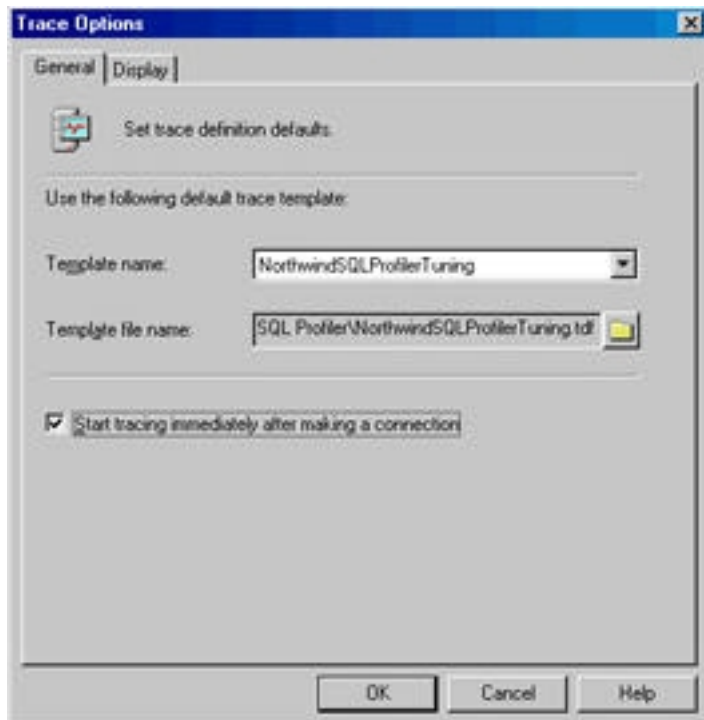 Trace Options
General
Display
Set trace definition defaults.
Use the following default trace template:
Template name:
NorthwindSQLProfilerTuning
Template file name:
SQL Profiler\NorthwindSQLProfilerTuning.tdf
Start tracing immediately after making a connection
OK
Cancel
Help